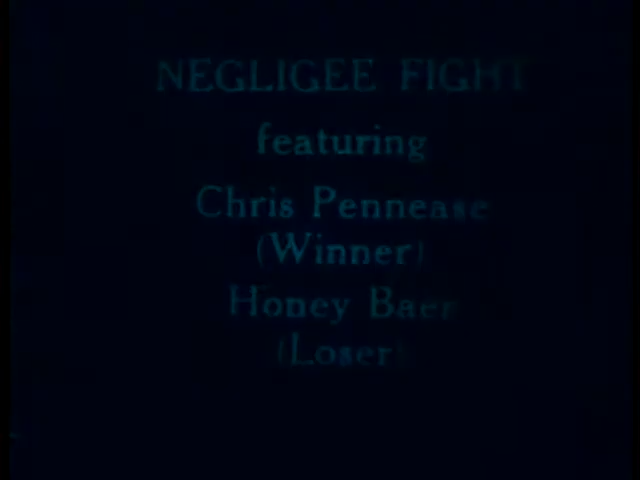 NEGLIGEE FIGHT
featuring
Chris Pennease
(Winner)
Honey Baer
(Loser)